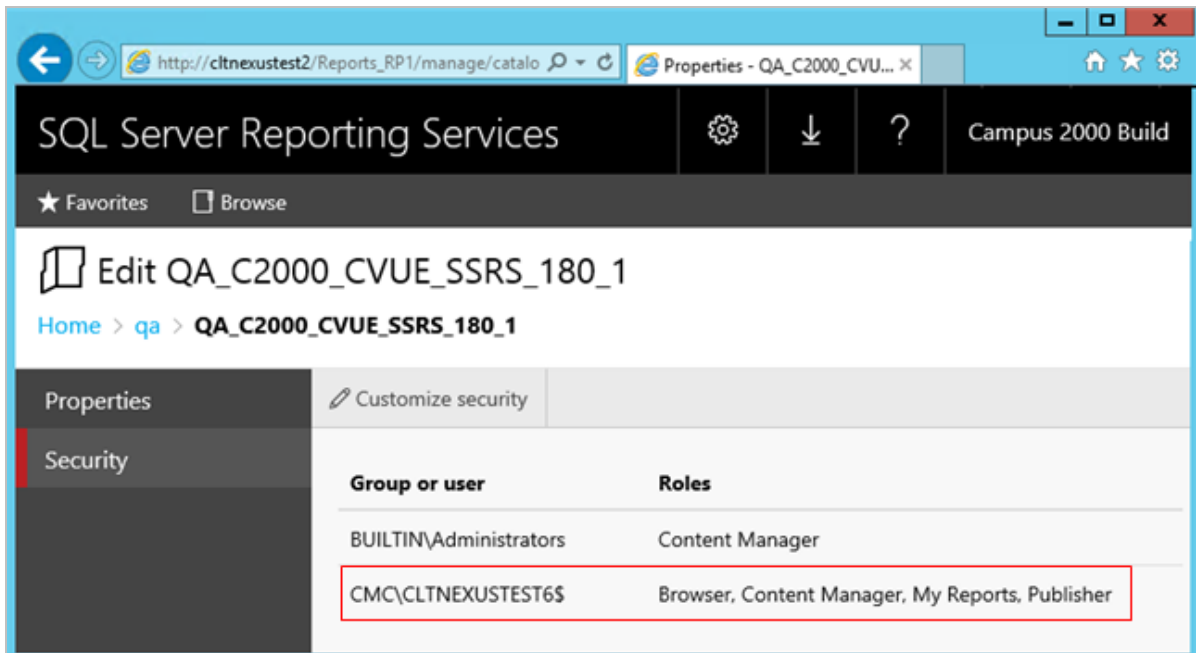 http://cltnexustest2/Reports_RP1/manage/catalo
Properties - QA_C2000_CVU...
SQL Server Reporting Services
?
Campus 2000 Build
Favorites
Browse
Edit QA_C2000_CVUE_SSRS_180_1
Home > qa > QA_C2000_CVUE_SSRS_180_1
Properties
Customize security
Security
Group or user Roles
BUILTIN\Administrators Content Manager
CMC\CLTNEXUSTEST6$ Browser, Content Manager, My Reports, Publisher